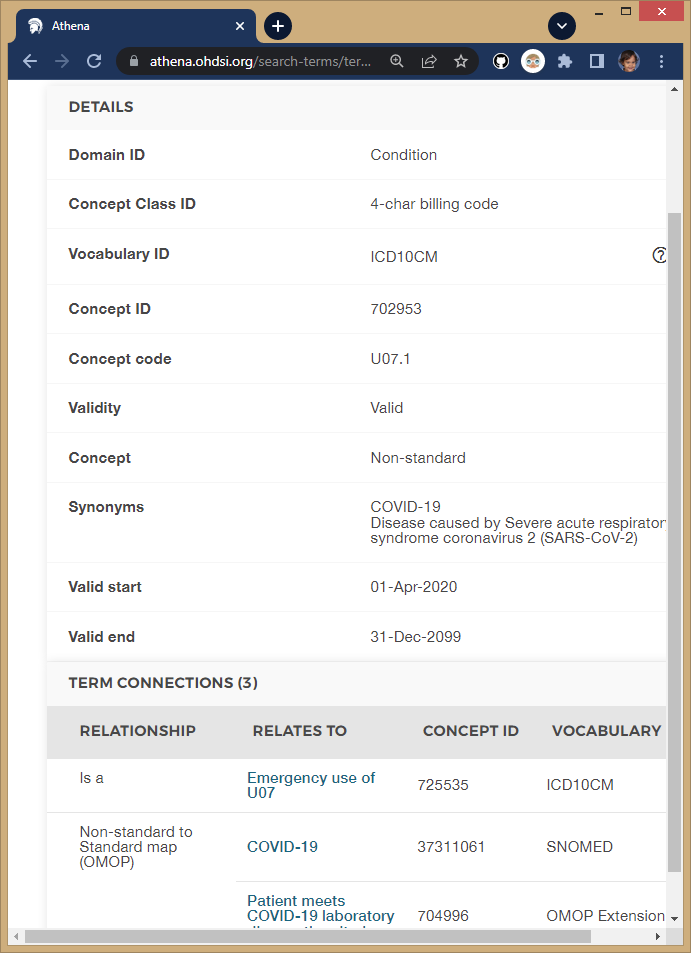 Athena
athena.ohdsi.org/search-terms/ter...
DETAILS
Domain ID Condition
Concept Class ID 4-char billing code
Vocabulary ID ICD10CM
Concept ID 702953
Concept code U07.1
Validity Valid
Concept Non-standard
Synonyms COVID-19
Disease caused by Severe acute respirator
syndrome coronavirus 2 (SARS-CoV-2)
Valid start 01-Apr-2020
Valid end 31-Dec-2099
TERM CONNECTIONS (3)
RELATIONSHIP RELATES TO CONCEPT ID VOCABULARY
Is a Emergency use of
U07 725535 ICD10CM
Non-standard to
Standard map
(OMOP) COVID-19 37311061 SNOMED
Patient meets
COVID-19 laboratory 704996 OMOP Extension